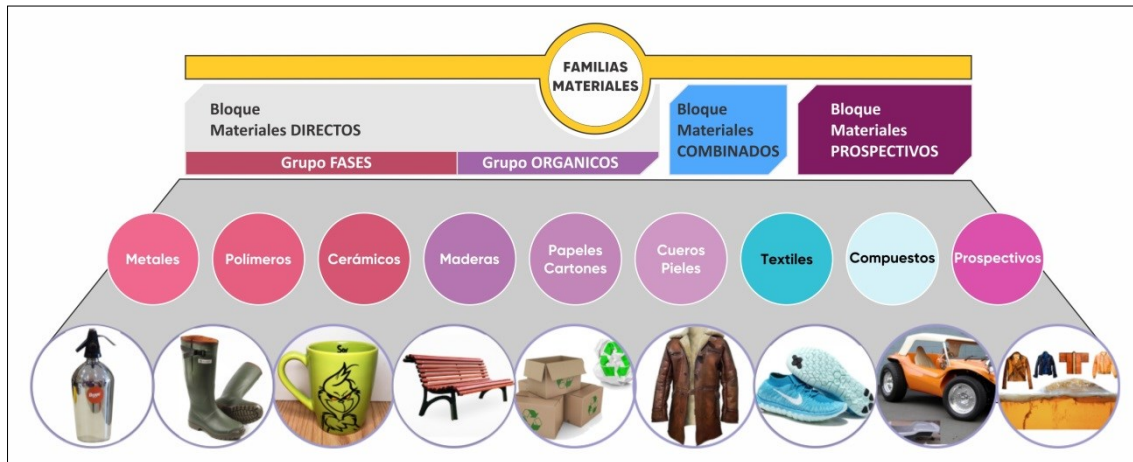 FAMILIAS
MATERIALES
Bloque
Materiales DIRECTOS
Bloque
Materiales
COMBINADOS
Bloque
Materiales
PROSPECTIVOS
Grupo FASES
Grupo ORGANICOS
Metales
Polímeros
Cerámicos
Maderas
Papeles
Cartones
Cueros
Pieles
Textiles
Compuestos
Prospectivos